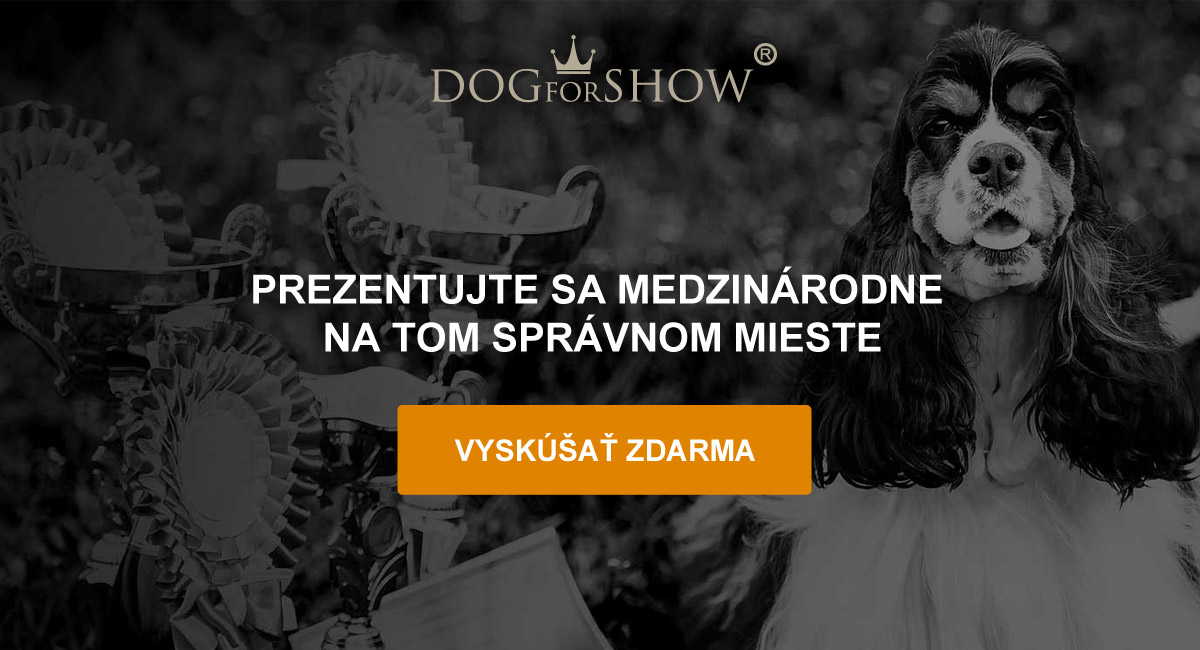 DOGFORSHOW®
PREZENTUJTE SA MEDZINÁRODNE
NA TOM SPRÁVNOM MIESTE
VYSKÚŠAŤ ZDARMA